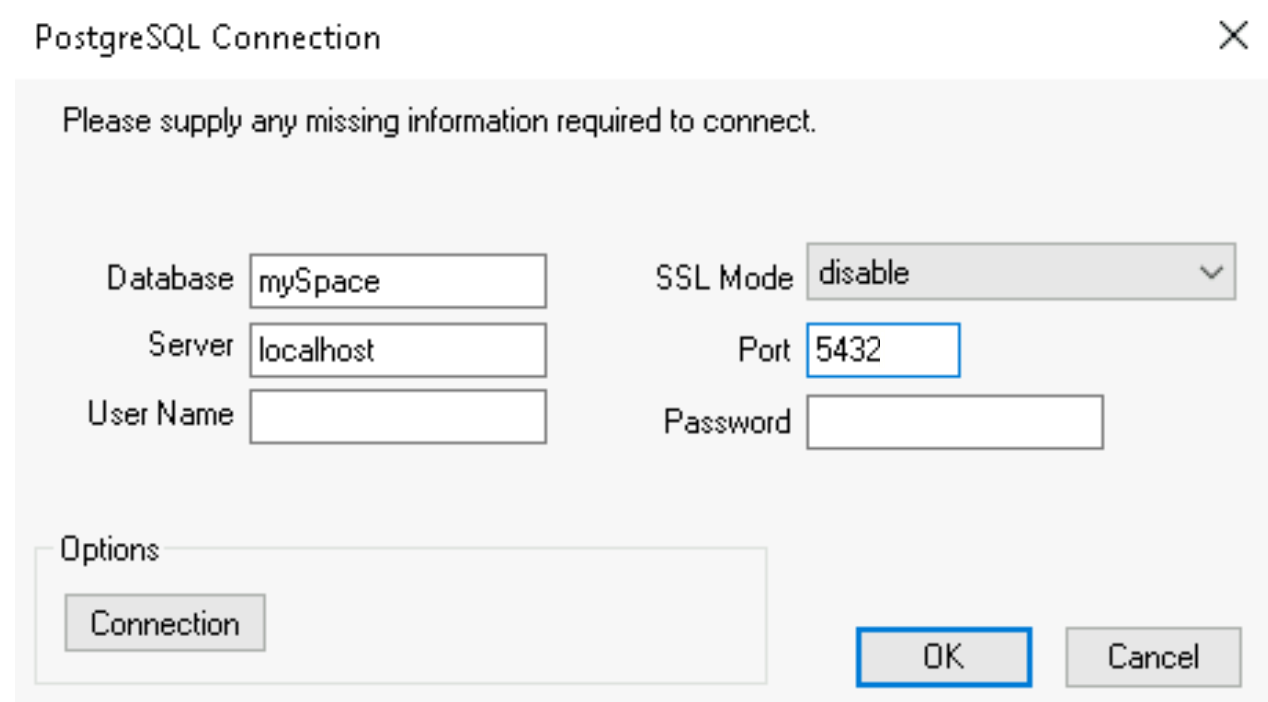 PostgreSQL Connection
Please supply any missing information required to connect.
Database mySpace SSL Mode disable
Server localhost Port 5432
User Name Password
Options
Connection
OK Cancel